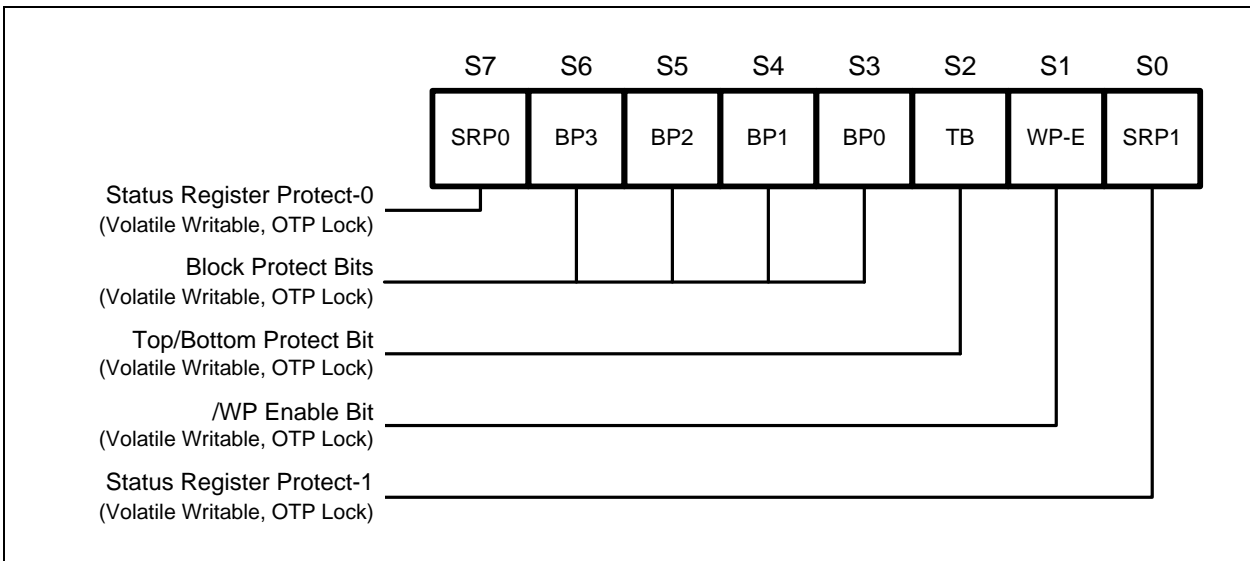 S7 S6 S5 S4 S3 S2 S1 S0
SRP0 BP3 BP2 BP1 BP0 TB WP-E SRP1
Status Register Protect-0
(Volatile Writable, OTP Lock)
Block Protect Bits
(Volatile Writable, OTP Lock)
Top/Bottom Protect Bit
(Volatile Writable, OTP Lock)
/WP Enable Bit
(Volatile Writable, OTP Lock)
Status Register Protect-1
(Volatile Writable, OTP Lock)